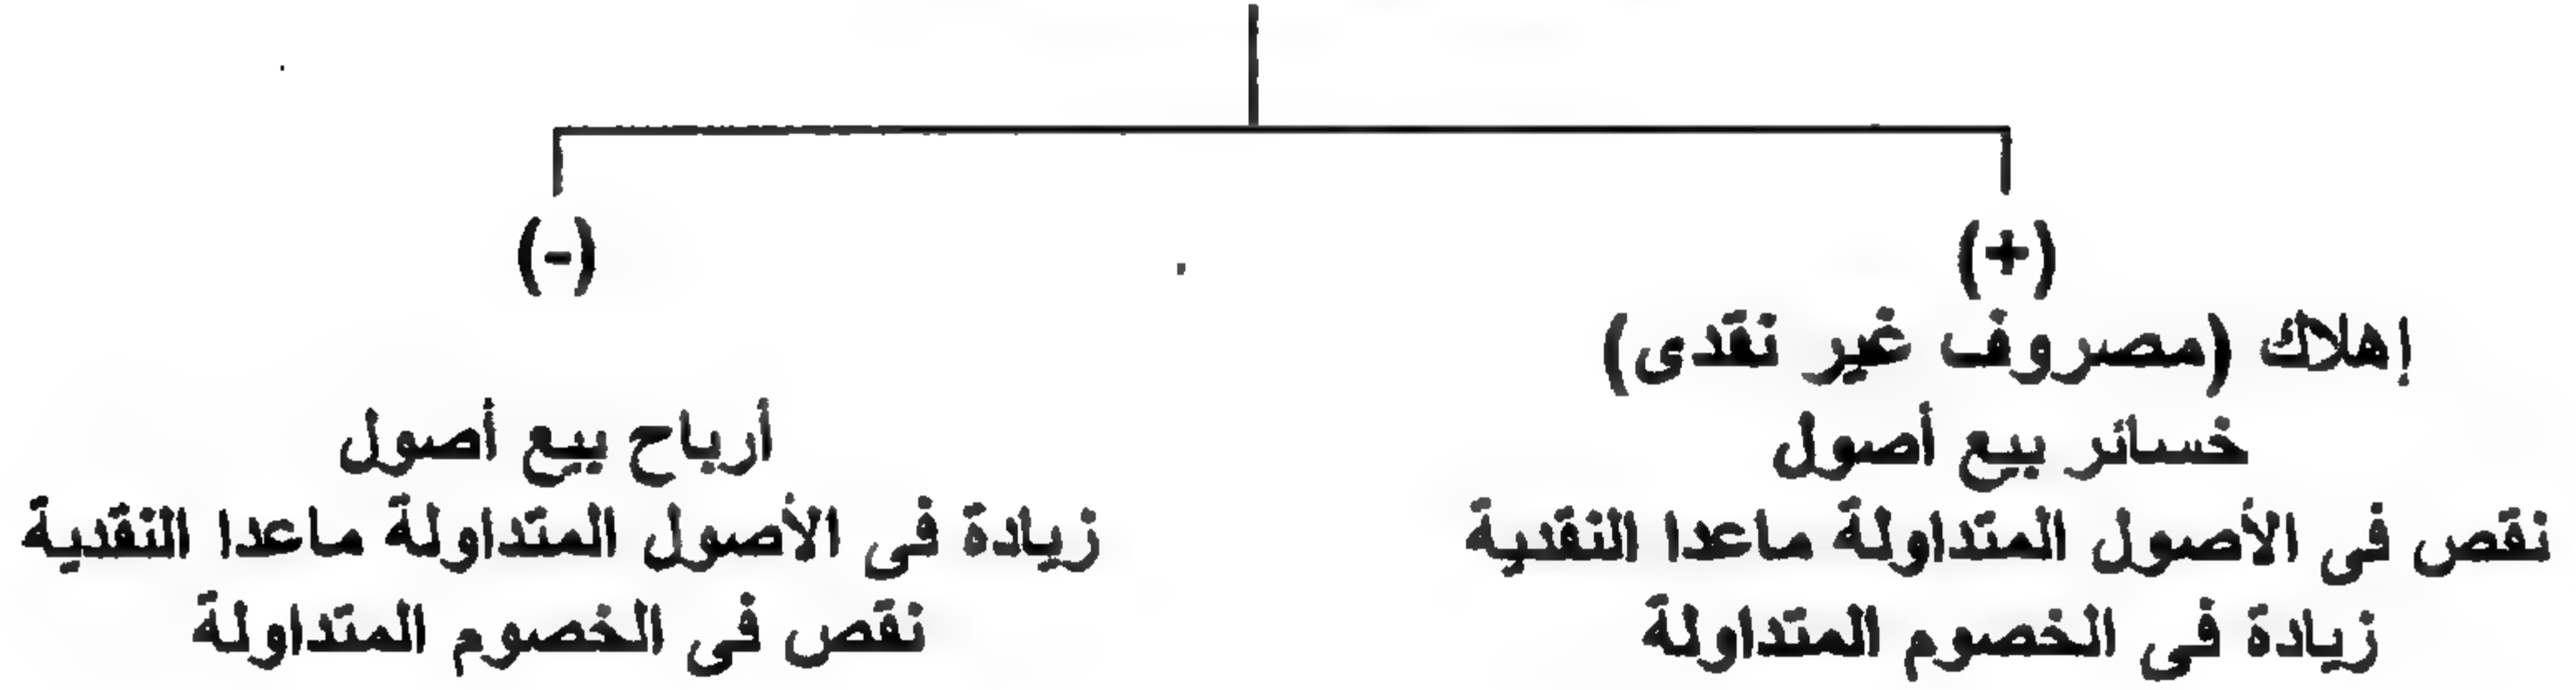 (+)
إهلاك (مصروف غير نقدى)
خسائر بيع أصول
نقص فى الأصول المتداولة ماعدا النقدية
زيادة فى الخصوم المتداولة
(-)
أرباح بيع أصول
زيادة فى الأصول المتداولة ماعدا النقدية
نقص فى الخصوم المتداولة